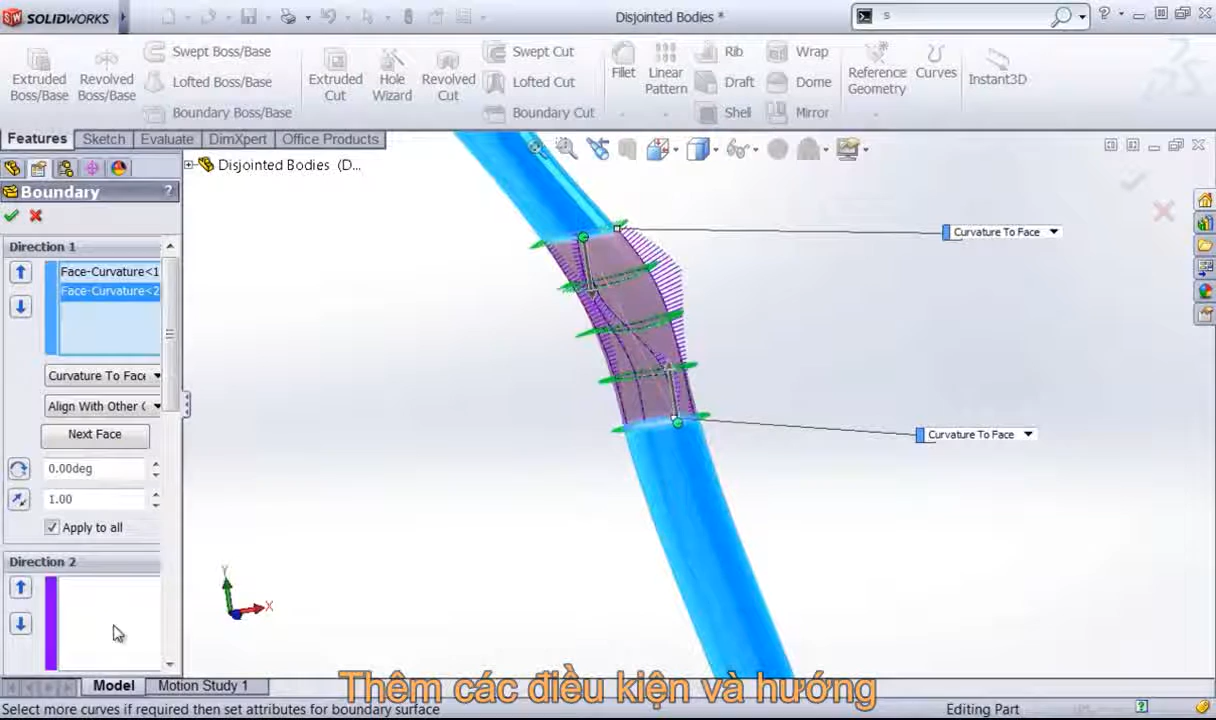 SOLIDWORKS
Disjointed Bodies *
s
Extruded Boss/Base
Revolved Boss/Base
Swept Boss/Base
Lofted Boss/Base
Boundary Boss/Base
Extruded Cut
Hole Wizard
Revolved Cut
Swept Cut
Lofted Cut
Boundary Cut
Fillet
Linear Pattern
Rib
Draft
Shell
Wrap
Dome
Mirror
Reference Geometry
Curves
Instant3D
Features
Sketch
Evaluate
DimXpert
Office Products
Disjointed Bodies (D...
Boundary
?
Direction 1
Face-Curvature<1
Face-Curvature<2
Curvature To Face
Align With Other (
Next Face
0.00deg
1.00
Apply to all
Direction 2
Curvature To Face
Curvature To Face
Y
X
Model
Motion Study 1
Thêm các điều kiện và hướng
Select more curves if required then set attributes for boundary surface
Editing Part